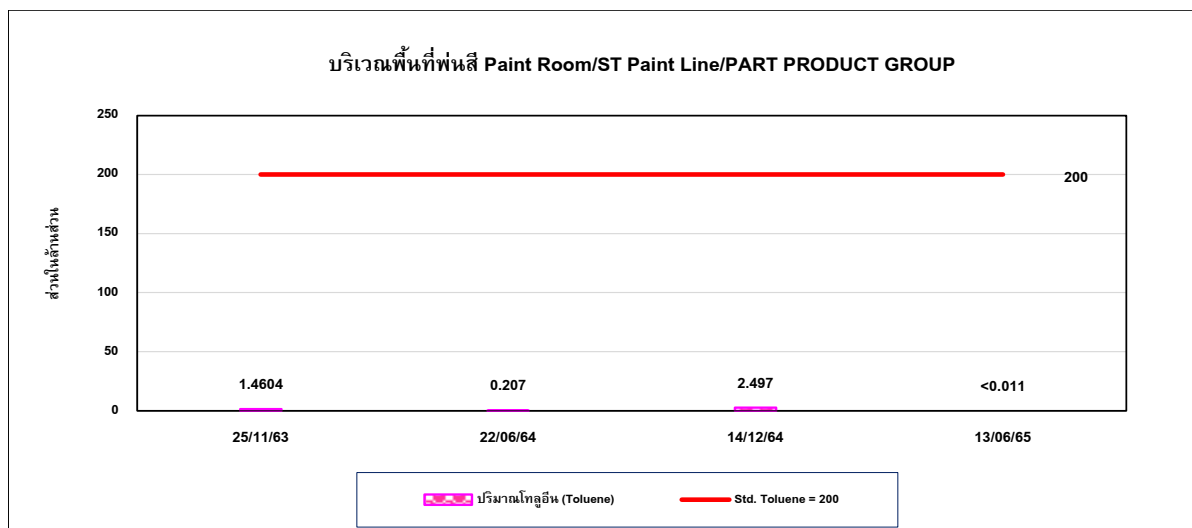 บริเวณพื้นที่พ่นสี Paint Room/ST Paint Line/PART PRODUCT GROUP
ส่วนในล้านส่วน
250
200
150
100
50
0
200
1.4604 0.207 2.497 <0.011
25/11/63 22/06/64 14/12/64 13/06/65
ปริมาณโทลูอีน (Toluene) Std. Toluene = 200